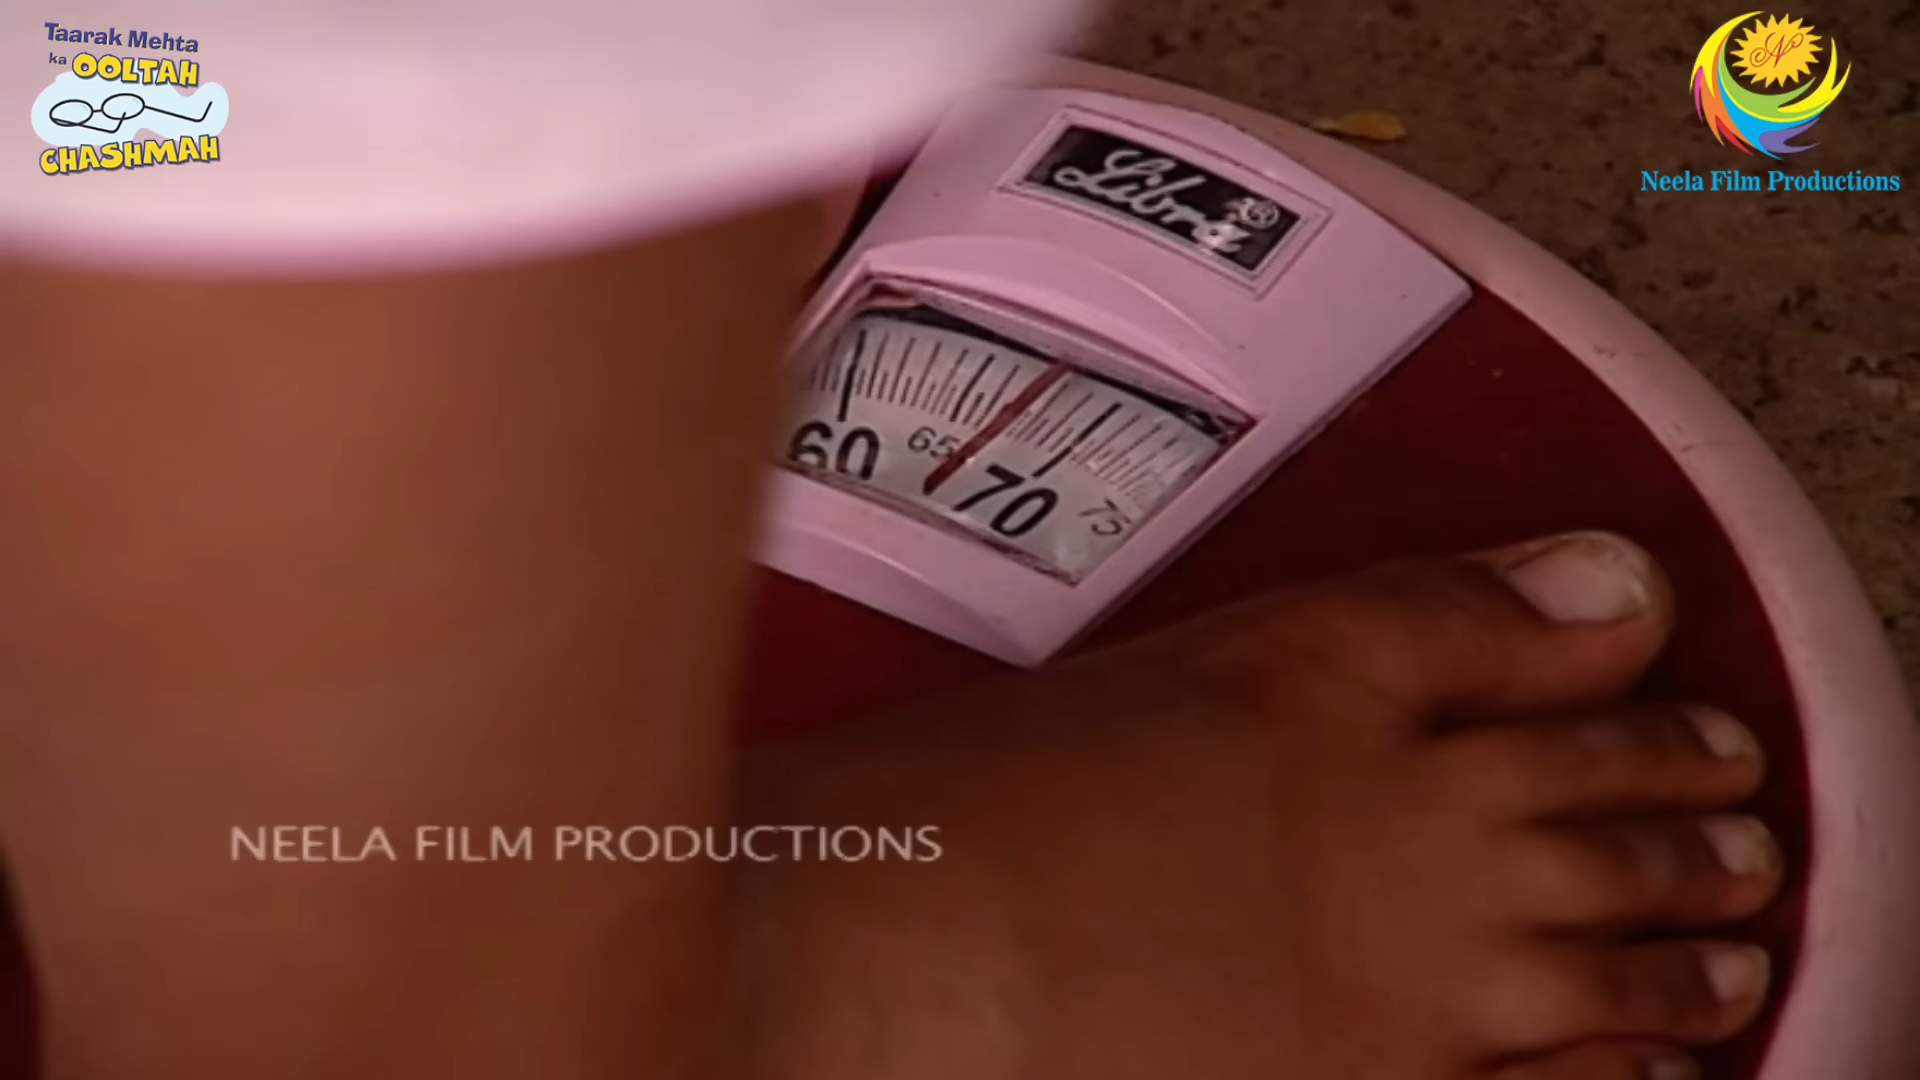 Taarak Mehta
ka OOLTAH
CHASHMAH
Neela Film Productions
Libra®
60 65 70 75
NEELA FILM PRODUCTIONS